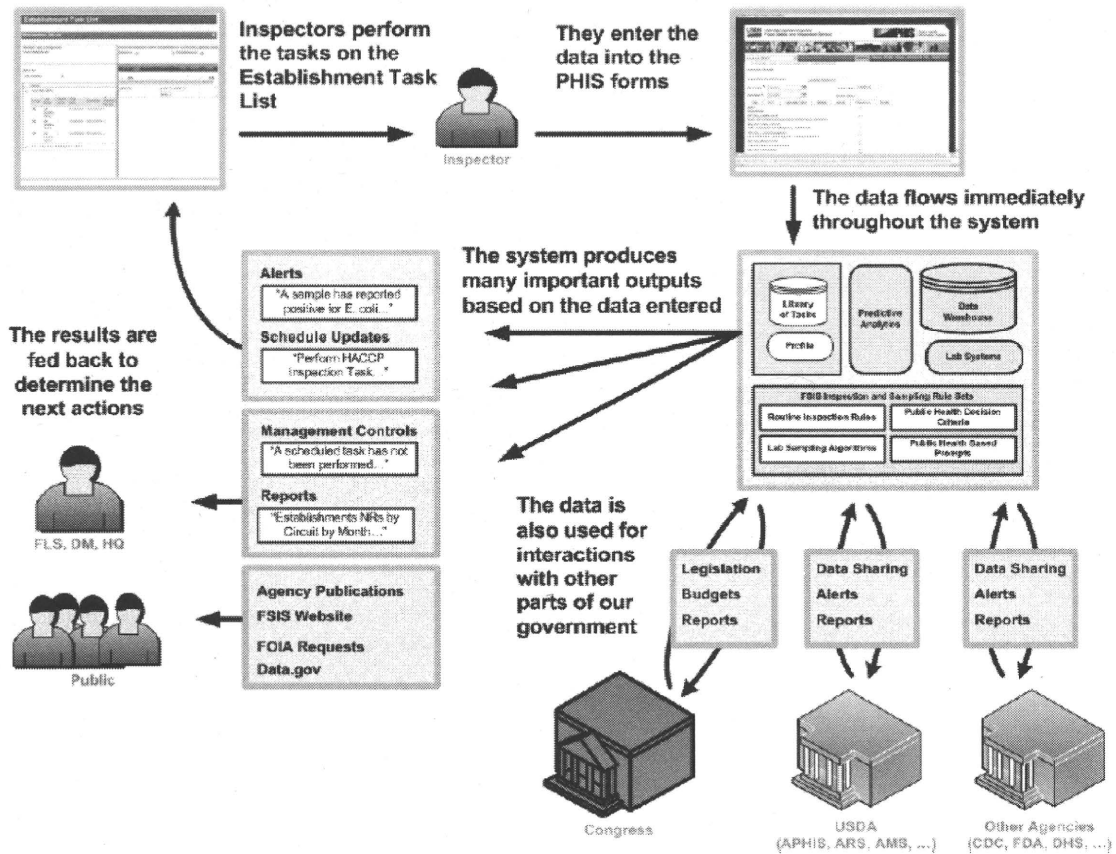 Establishment Task List
Inspectors perform
the tasks on the
Establishment Task
List
Inspector
They enter the
data into the
PHIS forms
The data flows immediately
throughout the system
The system produces
many important outputs
based on the data entered
Library
of Tasks
Profile
Predictive
Analytics
Data
Warehouse
Lab Systems
FSIS Inspection and Sampling Rule Sets
Routine Inspection Rules
Public Health Decision
Criteria
Lab Sampling Algorithms
Public Health Based
Prompts
Alerts
"A sample has reported
positive for E. coli..."
Schedule Updates
"Perform HACCP
Inspection Task..."
The results are
fed back to
determine the
next actions
FLS, DM, HQ
Management Controls
"A scheduled task has not
been performed..."
Reports
"Establishments NRs by
Circuit by Month..."
Public
Agency Publications
FSIS Website
FOIA Requests
Data.gov
The data is
also used for
interactions
with other
parts of our
government
Legislation
Budgets
Reports
Data Sharing
Alerts
Reports
Data Sharing
Alerts
Reports
Congress
USDA
(APHIS, ARS, AMS, ...)
Other Agencies
(CDC, FDA, DHS, ...)